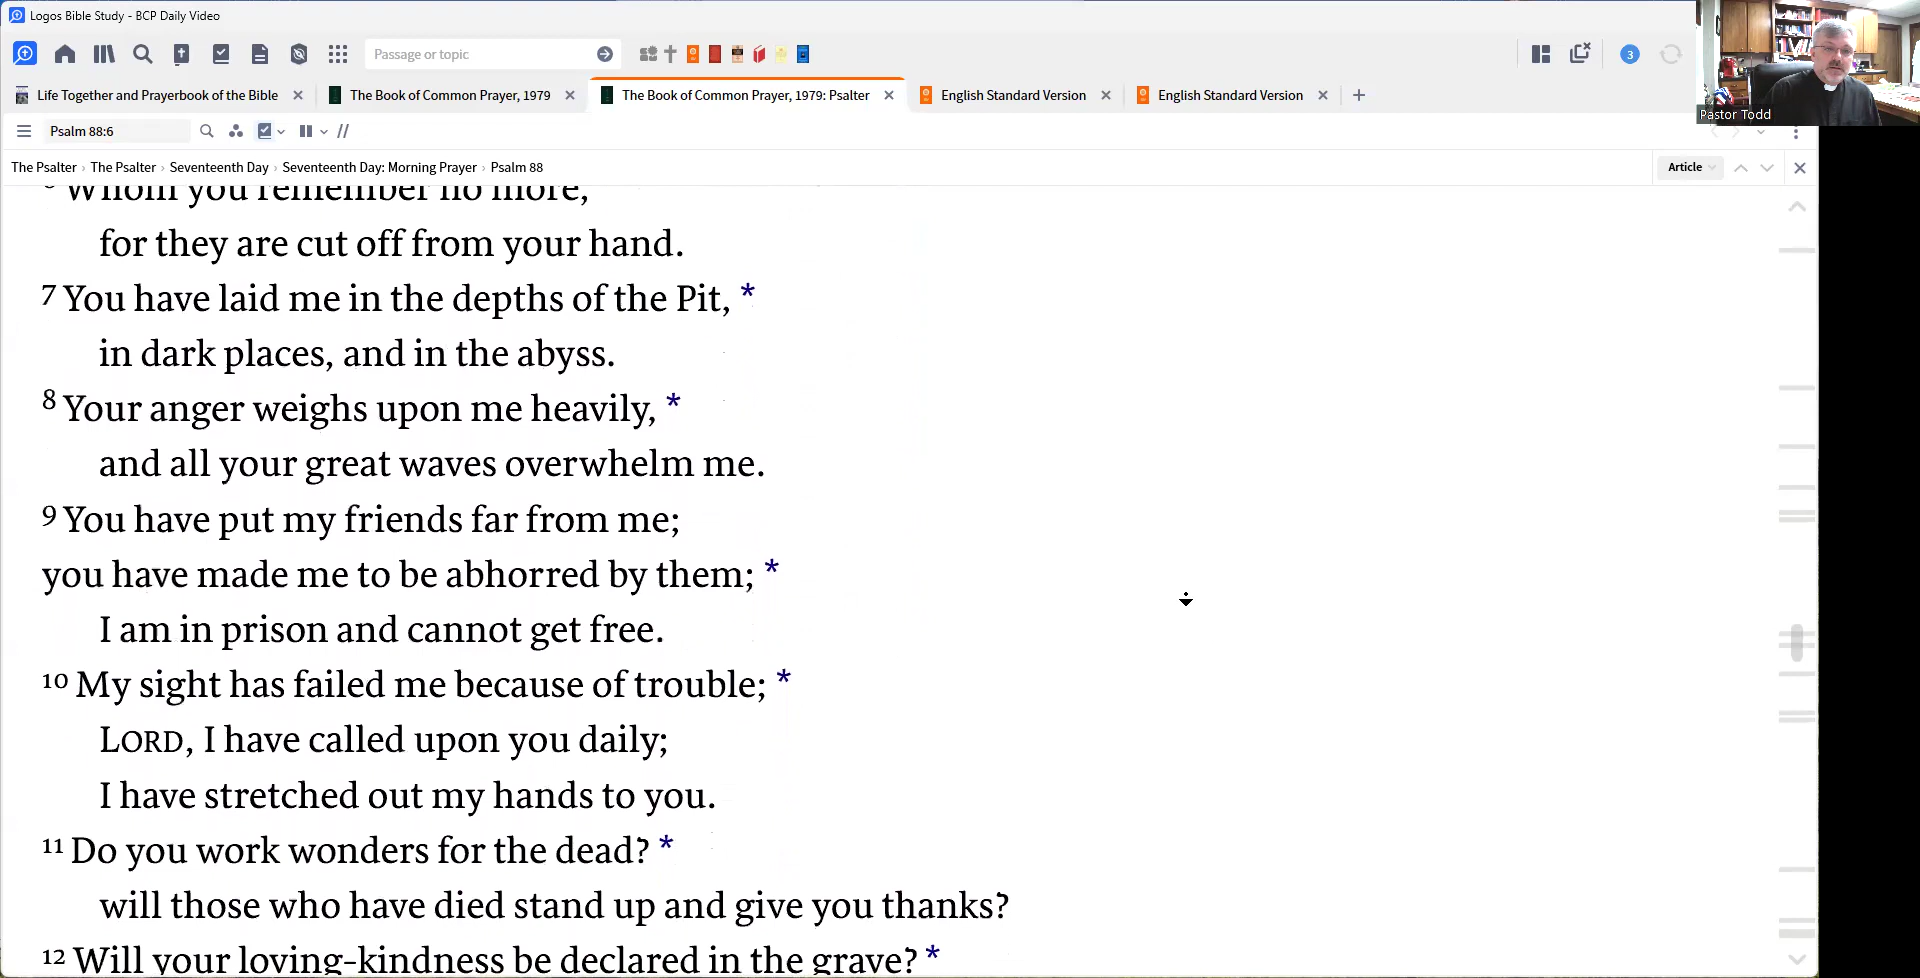 Logos Bible Study - BCP Daily Video
Passage or topic
3
Life Together and Prayerbook of the Bible
The Book of Common Prayer, 1979
The Book of Common Prayer, 1979: Psalter
English Standard Version
English Standard Version
Pastor Todd
Psalm 88:6
The Psalter › The Psalter › Seventeenth Day › Seventeenth Day: Morning Prayer › Psalm 88
Article
Whom you remember no more,
for they are cut off from your hand.
7 You have laid me in the depths of the Pit, *
in dark places, and in the abyss.
8 Your anger weighs upon me heavily, *
and all your great waves overwhelm me.
9 You have put my friends far from me;
you have made me to be abhorred by them; *
I am in prison and cannot get free.
10 My sight has failed me because of trouble; *
LORD, I have called upon you daily;
I have stretched out my hands to you.
11 Do you work wonders for the dead? *
will those who have died stand up and give you thanks?
12 Will your loving-kindness be declared in the grave? *